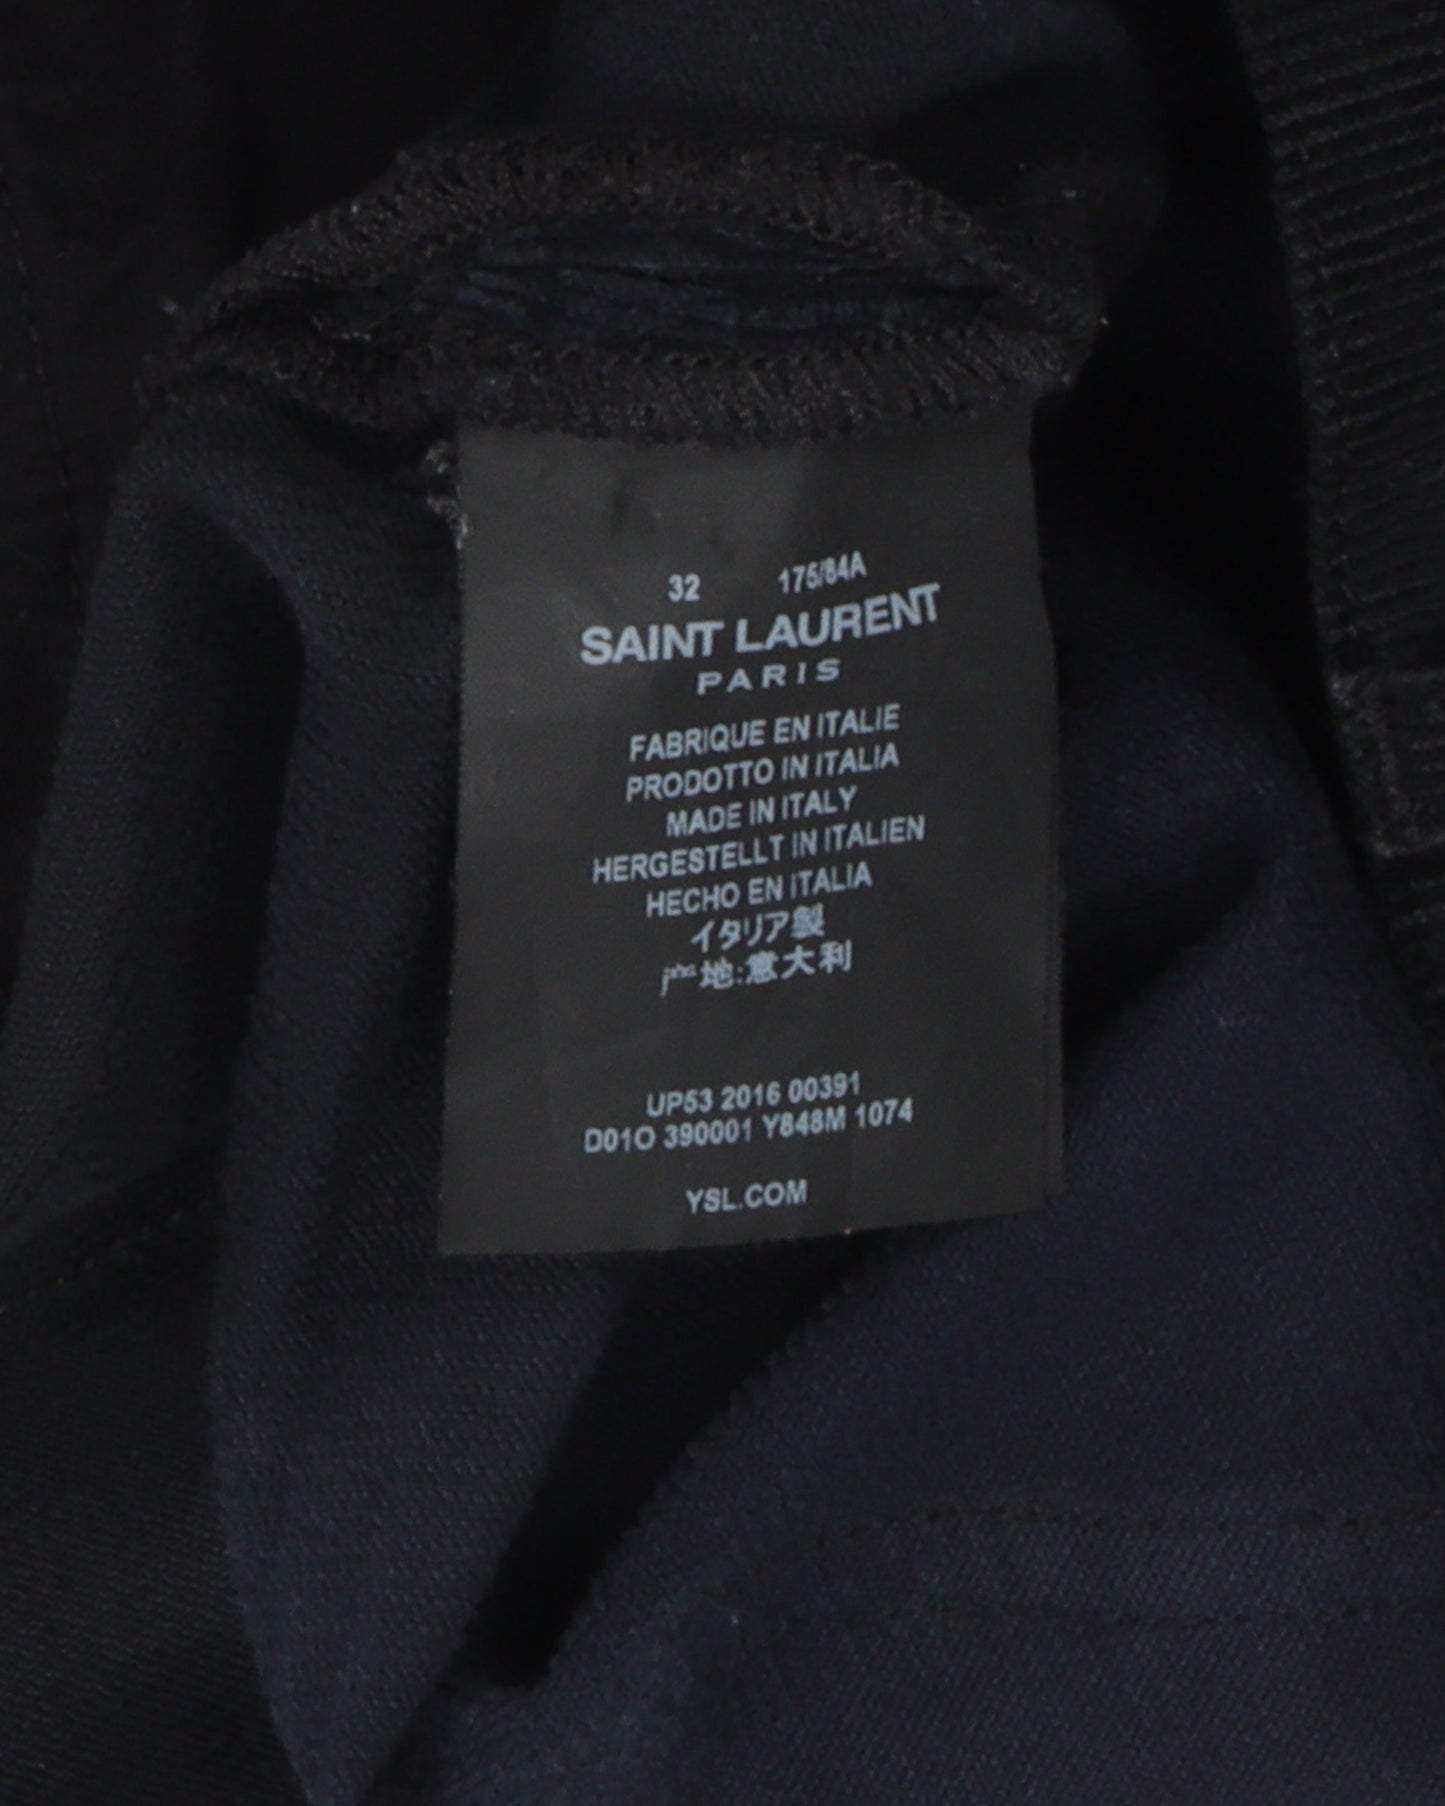 32 175/84A
SAINT LAURENT
PARIS
FABRIQUE EN ITALIE
PRODOTTO IN ITALIA
MADE IN ITALY
HERGESTELLT IN ITALIEN
HECHO EN ITALIA
イタリア製
产地:意大利
UP53 2016 00391
D01O 390001 Y848M 1074
YSL.COM